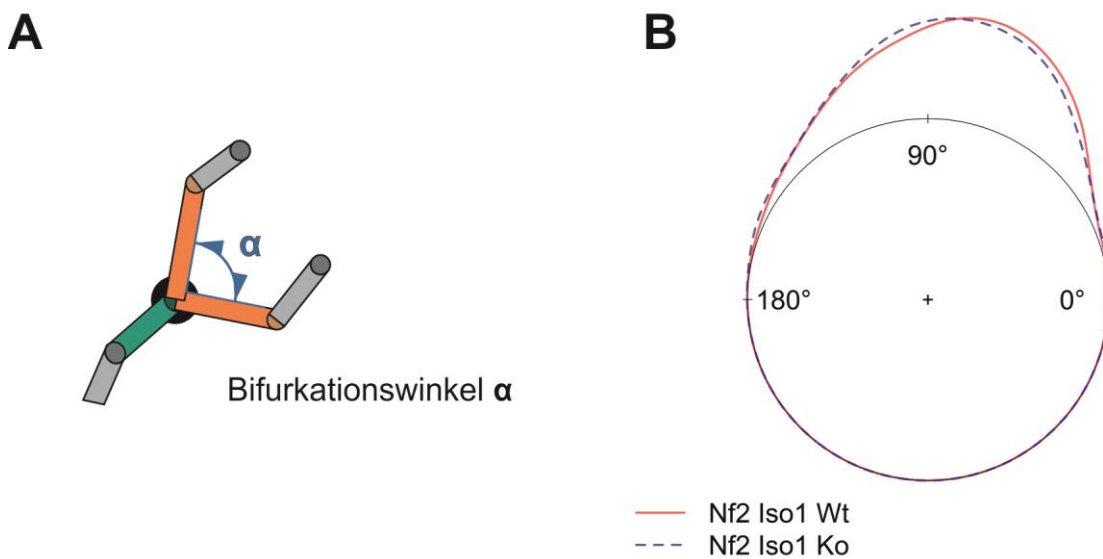 A
α
Bifurkationswinkel α
B
90°
180°
0°
Nf2 Iso1 Wt
Nf2 Iso1 Ko